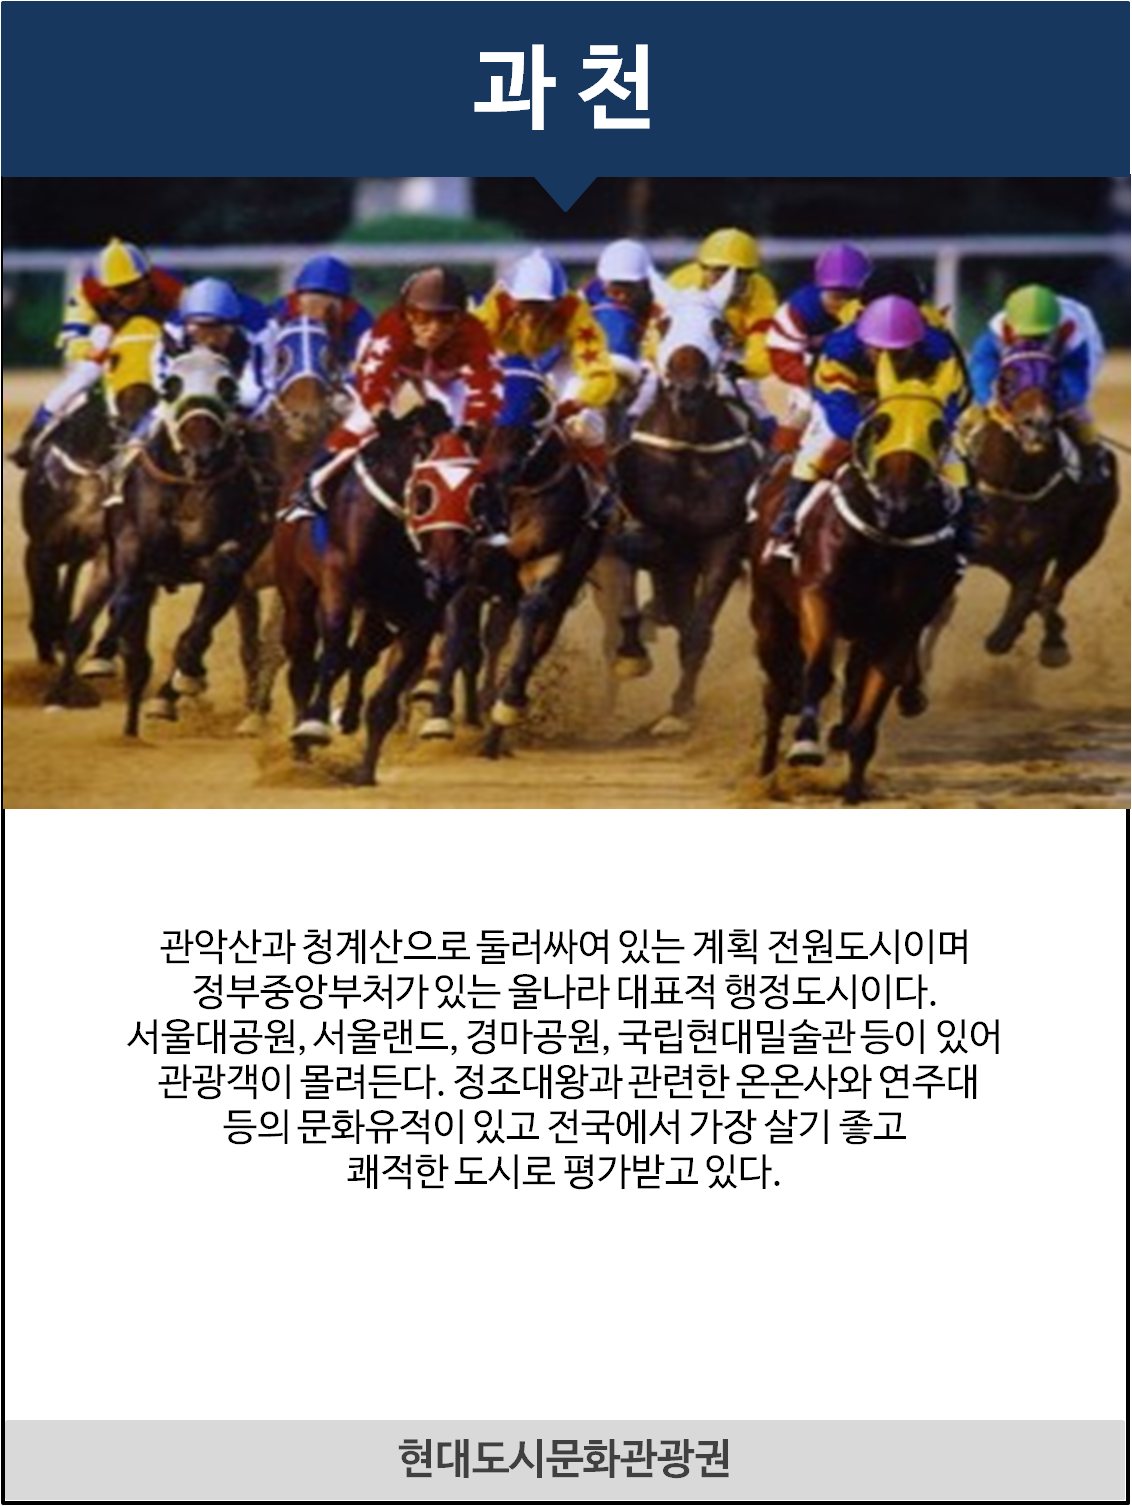 과 천
관악산과 청계산으로 둘러싸여 있는 계획 전원도시이며
정부중앙부처가 있는 울나라 대표적 행정도시이다.
서울대공원, 서울랜드, 경마공원, 국립현대밀술관 등이 있어
관광객이 몰려든다. 정조대왕과 관련한 온온사와 연주대
등의 문화유적이 있고 전국에서 가장 살기 좋고
쾌적한 도시로 평가받고 있다.
현대도시문화관광권